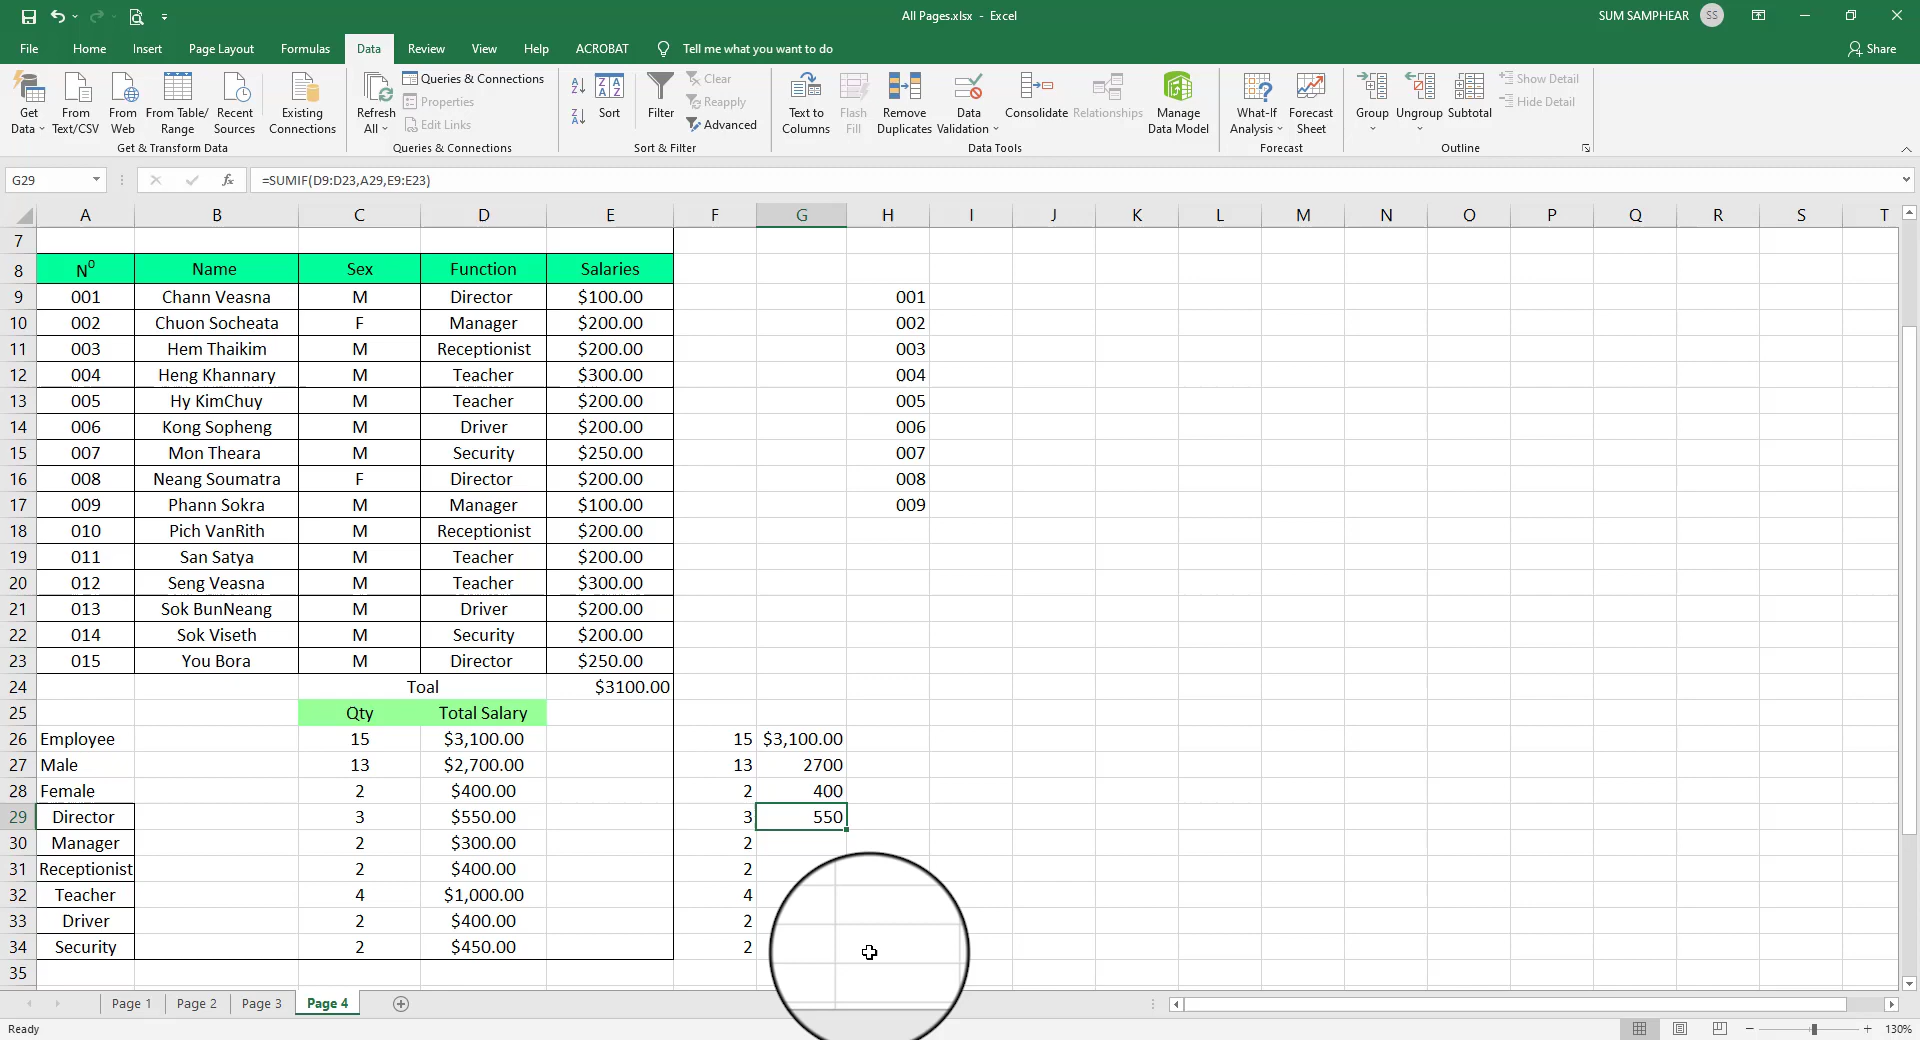 All Pages.xlsx - Excel
SUM SAMPHEAR SS
File Home Insert Page Layout Formulas Data Review View Help ACROBAT Tell me what you want to do Share
Get Data From Text/CSV From Web From Table/ Range Recent Sources Existing Connections
Get & Transform Data
Refresh All Queries & Connections
Properties
Edit Links
Queries & Connections
Sort Filter Clear
Reapply
Advanced
Sort & Filter
Text to Columns Flash Fill Remove Duplicates Data Validation Consolidate Relationships Manage Data Model
Data Tools
What-If Analysis Forecast Sheet
Forecast
Group Ungroup Subtotal Show Detail
Hide Detail
Outline
G29 fx =SUMIF(D9:D23,A29,E9:E23)
A B C D E F G H I J K L M N O P Q R S T
7
8 N⁰ Name Sex Function Salaries
9 001 Chann Veasna M Director $100.00 001
10 002 Chuon Socheata F Manager $200.00 002
11 003 Hem Thaikim M Receptionist $200.00 003
12 004 Heng Khannary M Teacher $300.00 004
13 005 Hy KimChuy M Teacher $200.00 005
14 006 Kong Sopheng M Driver $200.00 006
15 007 Mon Theara M Security $250.00 007
16 008 Neang Soumatra F Director $200.00 008
17 009 Phann Sokra M Manager $100.00 009
18 010 Pich VanRith M Receptionist $200.00
19 011 San Satya M Teacher $200.00
20 012 Seng Veasna M Teacher $300.00
21 013 Sok BunNeang M Driver $200.00
22 014 Sok Viseth M Security $200.00
23 015 You Bora M Director $250.00
24 Toal $3100.00
25 Qty Total Salary
26 Employee 15 $3,100.00 15 $3,100.00
27 Male 13 $2,700.00 13 2700
28 Female 2 $400.00 2 400
29 Director 3 $550.00 3 550
30 Manager 2 $300.00 2
31 Receptionist 2 $400.00 2
32 Teacher 4 $1,000.00 4
33 Driver 2 $400.00 2
34 Security 2 $450.00 2
35
Page 1 Page 2 Page 3 Page 4
Ready 130%